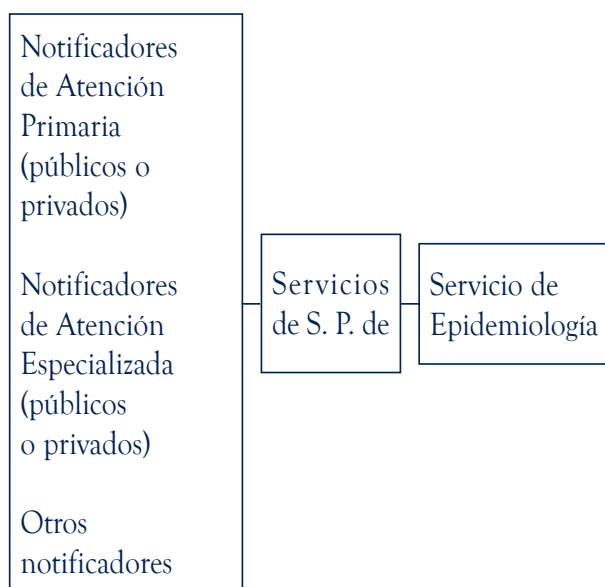 Notificadores
de Atención
Primaria
(públicos o
privados)
Notificadores
de Atención
Especializada
(públicos
o privados)
Otros
notificadores
Servicios
de S. P. de
Servicio de
Epidemiología